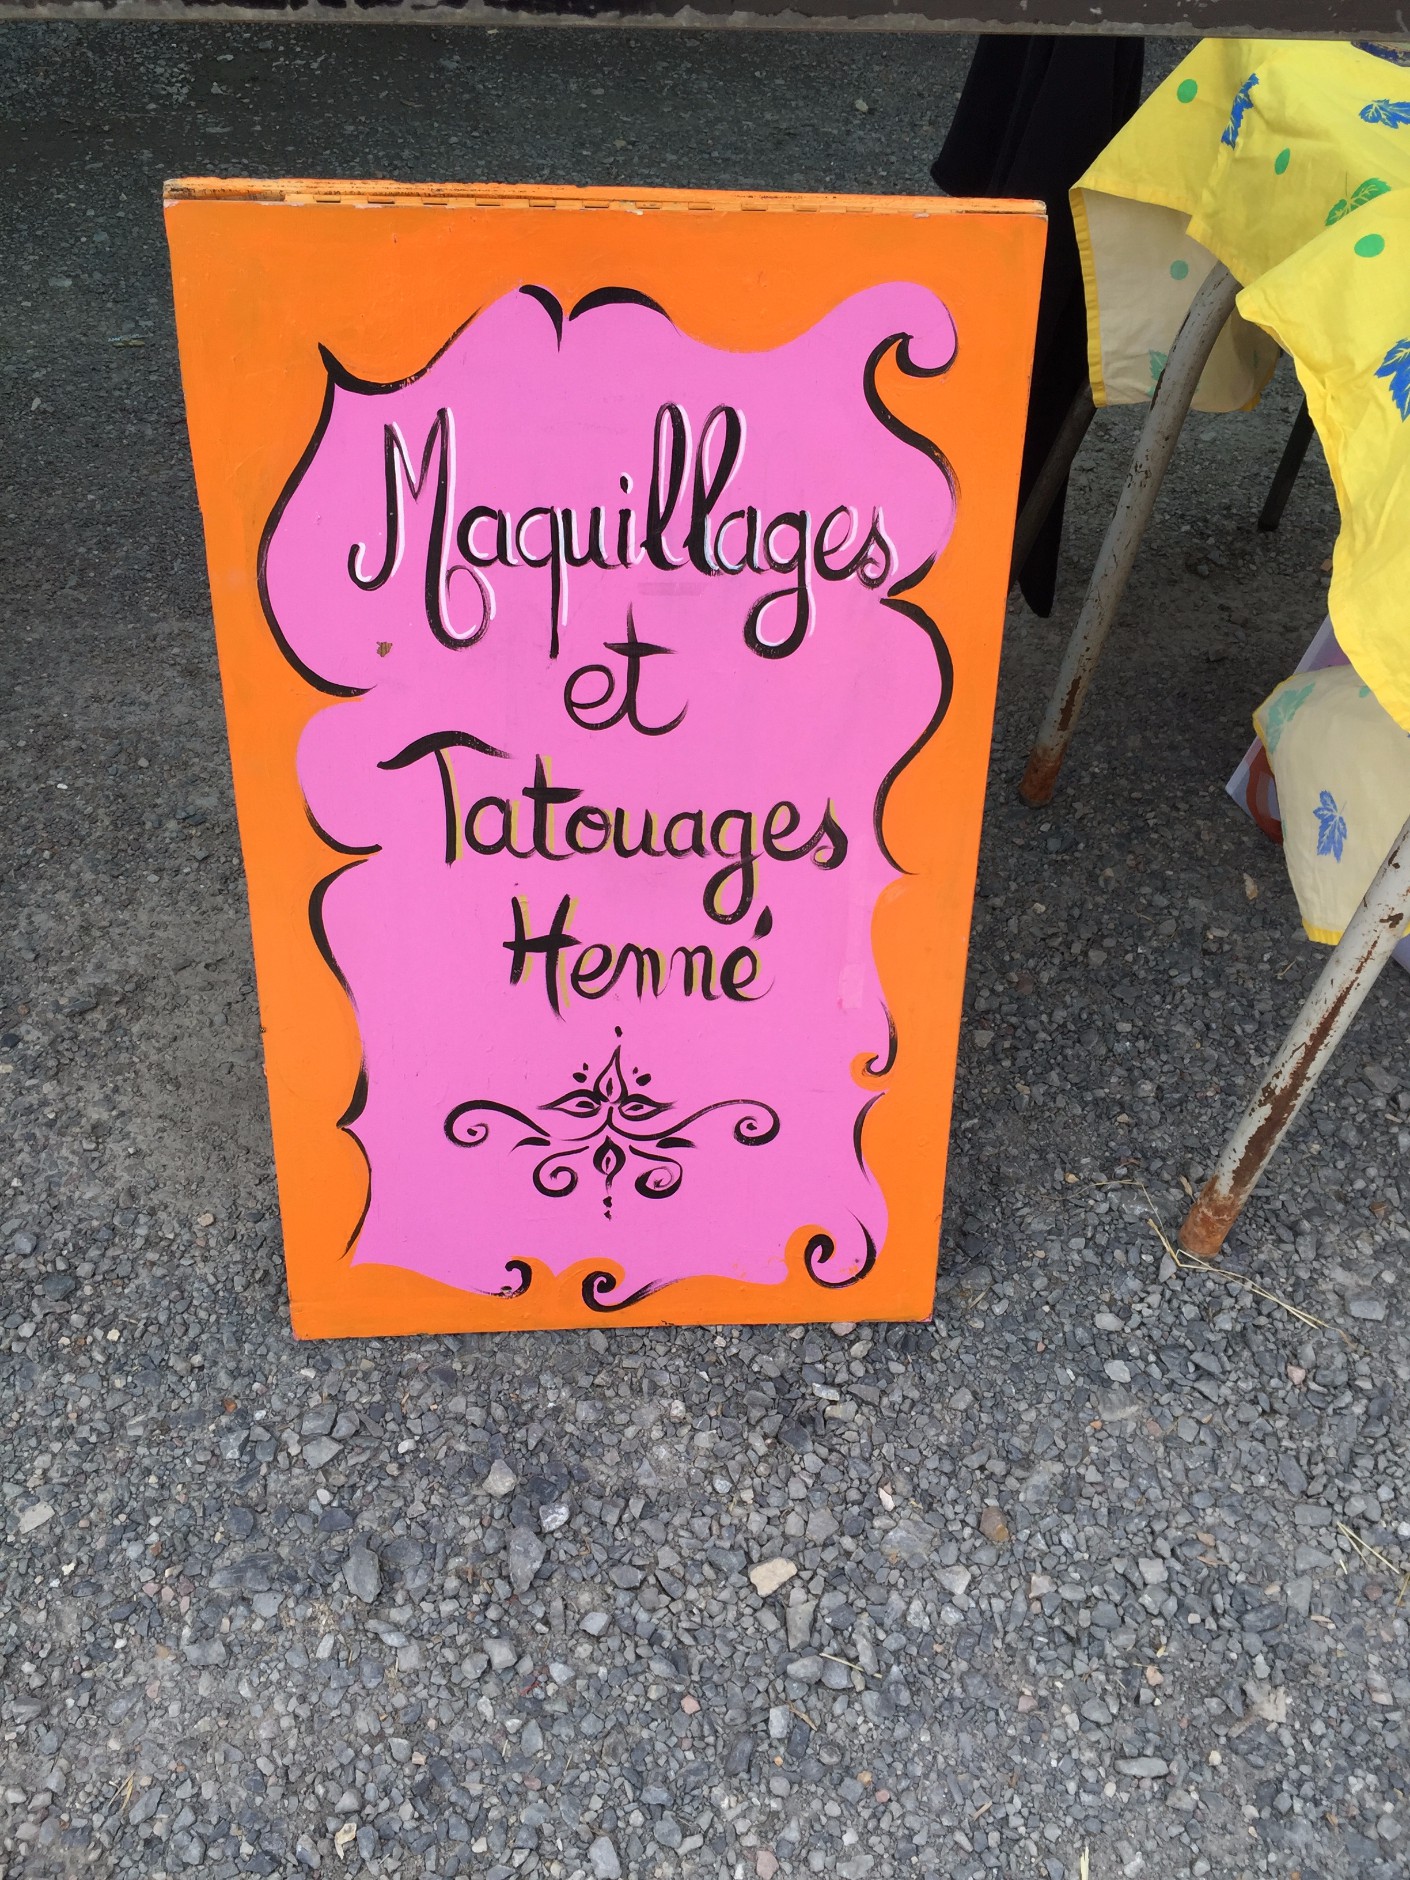 Maquillages
et
Tatouages
Henné